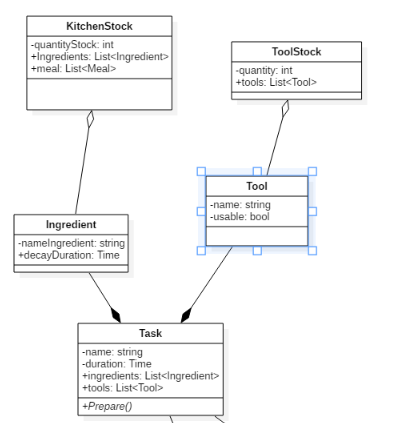 KitchenStock
-quantityStock: int
+Ingredients: List<Ingredient>
+meal: List<Meal>
ToolStock
-quantity: int
+tools: List<Tool>
Tool
-name: string
-usable: bool
Ingredient
-nameIngredient: string
+decayDuration: Time
Task
-name: string
-duration: Time
+ingredients: List<Ingredient>
+tools: List<Tool>
+Prepare()